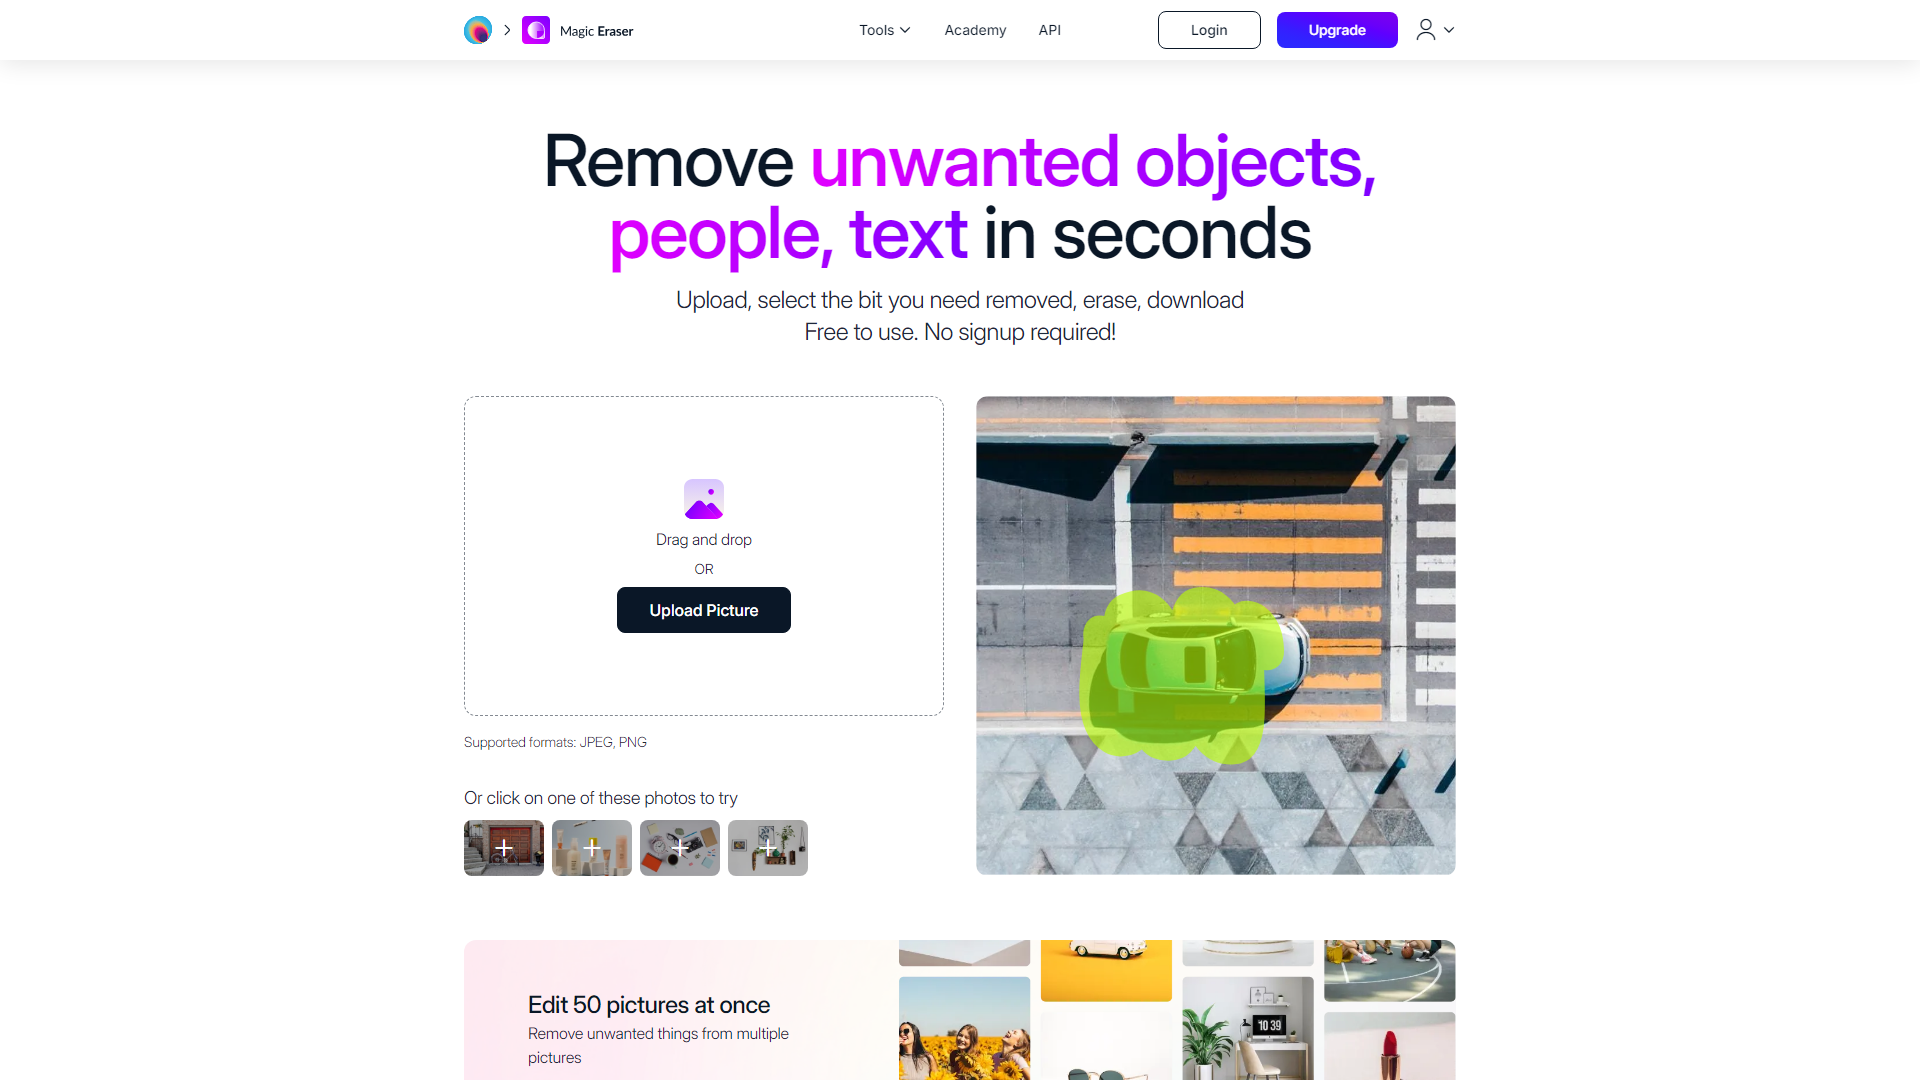 Magic Eraser
Tools
Academy
API
Login
Upgrade
Remove unwanted objects,
people, text in seconds
Upload, select the bit you need removed, erase, download
Free to use. No signup required!
Drag and drop
OR
Upload Picture
Supported formats: JPEG, PNG
Or click on one of these photos to try
Edit 50 pictures at once
Remove unwanted things from multiple
pictures
10 39